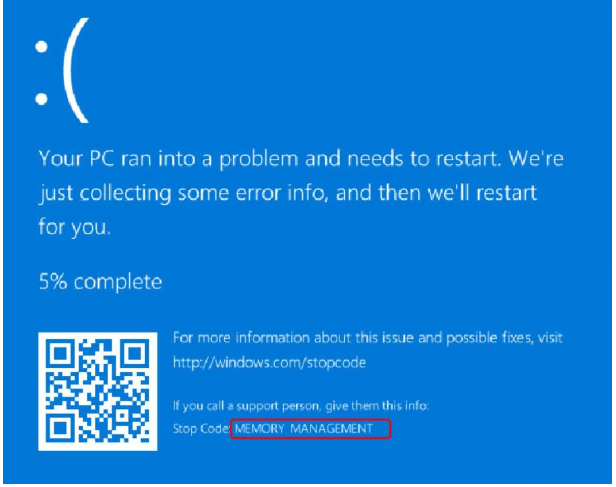 :(
Your PC ran into a problem and needs to restart. We're
just collecting some error info, and then we'll restart
for you.
5% complete
For more information about this issue and possible fixes, visit
http://windows.com/stopcode
If you call a support person, give them this info:
Stop Code: MEMORY MANAGEMENT